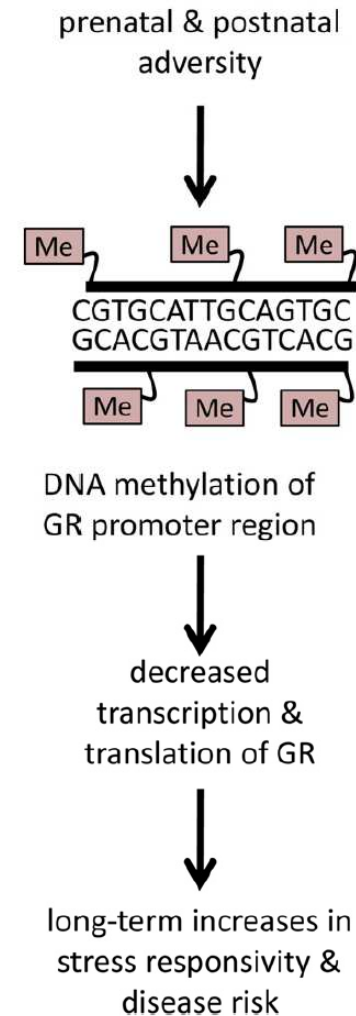 prenatal & postnatal
adversity
Me Me Me
CGTGCATTGCAGTGC
GCACGTAACGTCACG
Me Me Me
DNA methylation of
GR promoter region
decreased
transcription &
translation of GR
long-term increases in
stress responsivity &
disease risk